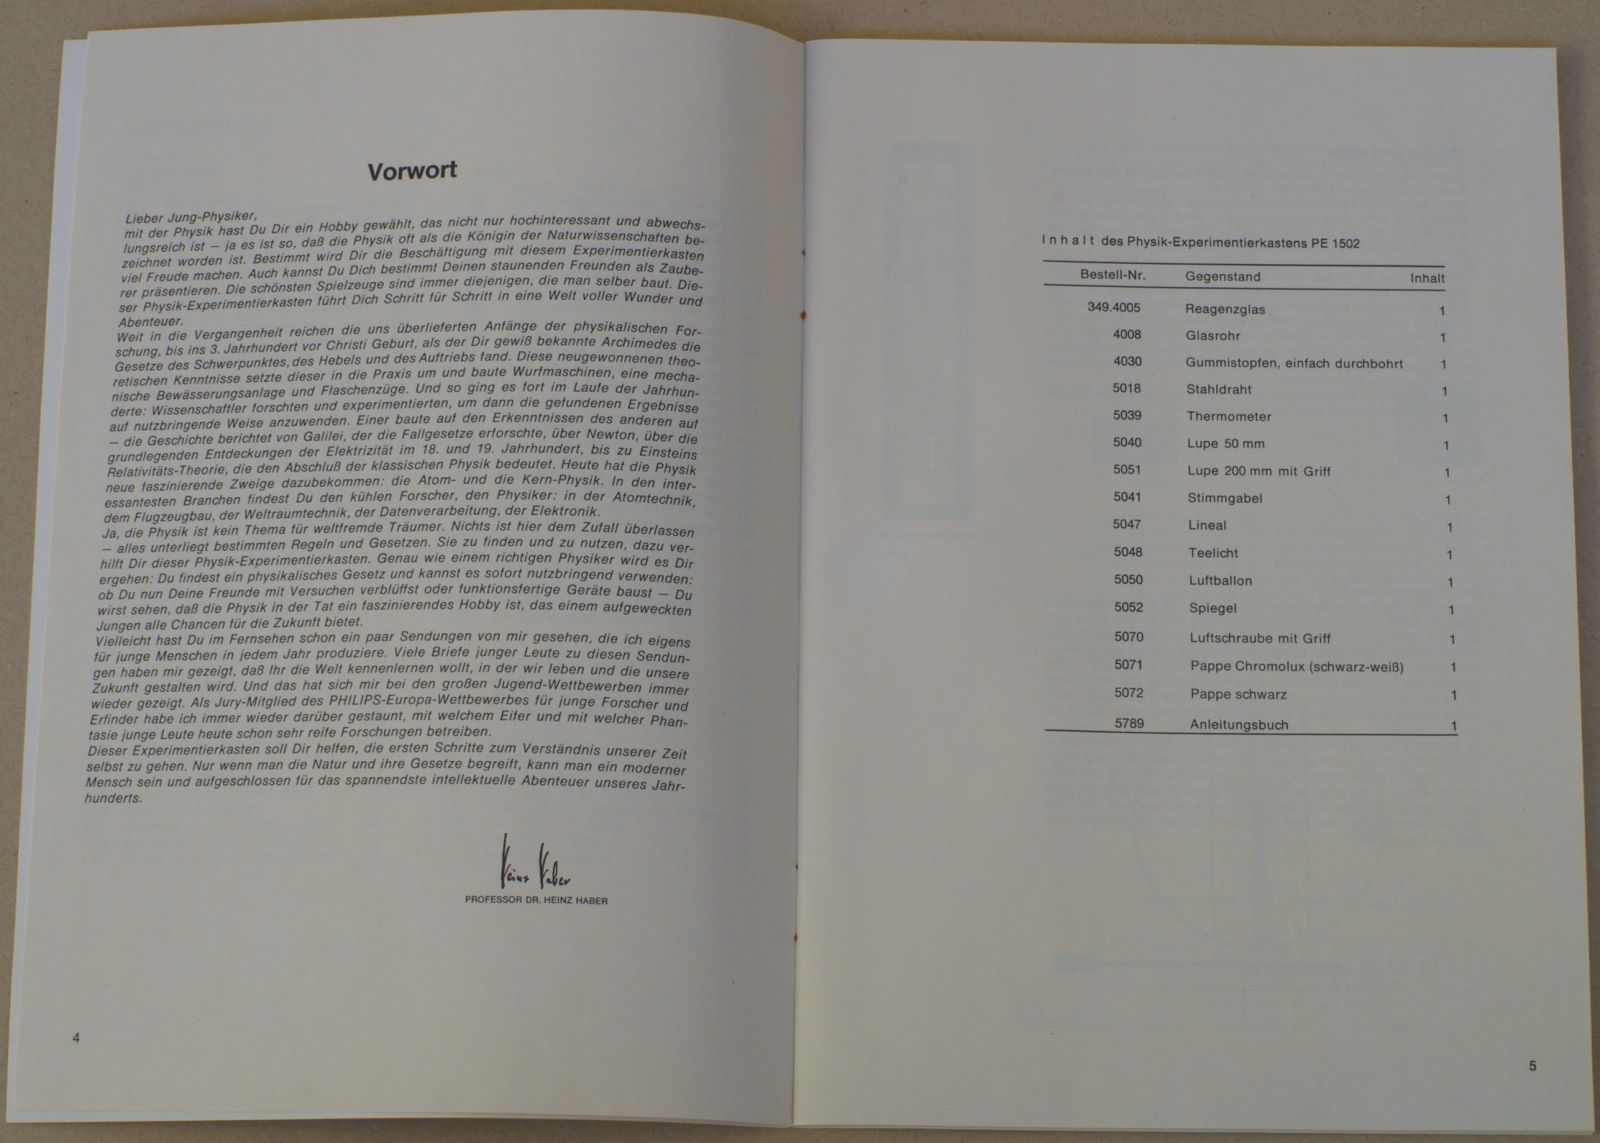 Vorwort
Lieber Jung-Physiker,
mit der Physik hast Du Dir ein Hobby gewählt, das nicht nur hochinteressant und abwechs-
lungsreich ist — ja es ist so, daß die Physik oft als die Königin der Naturwissenschaften be-
zeichnet worden ist. Bestimmt wird Dir die Beschäftigung mit diesem Experimentierkasten
viel Freude machen. Auch kannst Du Dich bestimmt Deinen staunenden Freunden als Zaube-
rer präsentieren. Die schönsten Spielzeuge sind immer diejenigen, die man selber baut. Die-
ser Physik-Experimentierkasten führt Dich Schritt für Schritt in eine Welt voller Wunder und
Abenteuer.
Weit in die Vergangenheit reichen die uns überlieferten Anfänge der physikalischen For-
schung, bis ins 3. Jahrhundert vor Christi Geburt, als der Dir gewiß bekannte Archimedes die
Gesetze des Schwerpunktes, des Hebels und des Auftriebs fand. Diese neugewonnenen theo-
retischen Kenntnisse setzte dieser in die Praxis um und baute Wurfmaschinen, eine mecha-
nische Bewässerungsanlage und Flaschenzüge. Und so ging es fort im Laufe der Jahrhun-
derte: Wissenschaftler forschten und experimentierten, um dann die gefundenen Ergebnisse
auf nutzbringende Weise anzuwenden. Einer baute auf den Erkenntnissen des anderen auf
— die Geschichte berichtet von Galilei, der die Fallgesetze erforschte, über Newton, über die
grundlegenden Entdeckungen der Elektrizität im 18. und 19. Jahrhundert, bis zu Einsteins
Relativitäts-Theorie, die den Abschluß der klassischen Physik bedeutet. Heute hat die Physik
neue faszinierende Zweige dazubekommen: die Atom- und die Kern-Physik. In den inter-
essantesten Branchen findest Du den kühlen Forscher, den Physiker: in der Atomtechnik,
dem Flugzeugbau, der Weltraumtechnik, der Datenverarbeitung, der Elektronik.
Ja, die Physik ist kein Thema für weltfremde Träumer. Nichts ist hier dem Zufall überlassen
— alles unterliegt bestimmten Regeln und Gesetzen. Sie zu finden und zu nutzen, dazu ver-
hilft Dir dieser Physik-Experimentierkasten. Genau wie einem richtigen Physiker wird es Dir
ergehen: Du findest ein physikalisches Gesetz und kannst es sofort nutzbringend verwenden:
ob Du nun Deine Freunde mit Versuchen verblüffst oder funktionsfertige Geräte baust — Du
wirst sehen, daß die Physik in der Tat ein faszinierendes Hobby ist, das einem aufgeweckten
Jungen alle Chancen für die Zukunft bietet.
Vielleicht hast Du im Fernsehen schon ein paar Sendungen von mir gesehen, die ich eigens
für junge Menschen in jedem Jahr produziere. Viele Briefe junger Leute zu diesen Sendun-
gen haben mir gezeigt, daß Ihr die Welt kennenlernen wollt, in der wir leben und die unsere
Zukunft gestalten wird. Und das hat sich mir bei den großen Jugend-Wettbewerben immer
wieder gezeigt. Als Jury-Mitglied des PHILIPS-Europa-Wettbewerbes für junge Forscher und
Erfinder habe ich immer wieder darüber gestaunt, mit welchem Eifer und mit welcher Phan-
tasie junge Leute heute schon sehr reife Forschungen betreiben.
Dieser Experimentierkasten soll Dir helfen, die ersten Schritte zum Verständnis unserer Zeit
selbst zu gehen. Nur wenn man die Natur und ihre Gesetze begreift, kann man ein moderner
Mensch sein und aufgeschlossen für das spannendste intellektuelle Abenteuer unseres Jahr-
hunderts.
Heinz Haber
PROFESSOR DR. HEINZ HABER
4
Inhalt des Physik-Experimentierkastens PE 1502
Bestell-Nr. Gegenstand Inhalt
349.4005 Reagenzglas 1
4008 Glasrohr 1
4030 Gummistopfen, einfach durchbohrt 1
5018 Stahldraht 1
5039 Thermometer 1
5040 Lupe 50 mm 1
5051 Lupe 200 mm mit Griff 1
5041 Stimmgabel 1
5047 Lineal 1
5048 Teelicht 1
5050 Luftballon 1
5052 Spiegel 1
5070 Luftschraube mit Griff 1
5071 Pappe Chromolux (schwarz-weiß) 1
5072 Pappe schwarz 1
5789 Anleitungsbuch 1
5